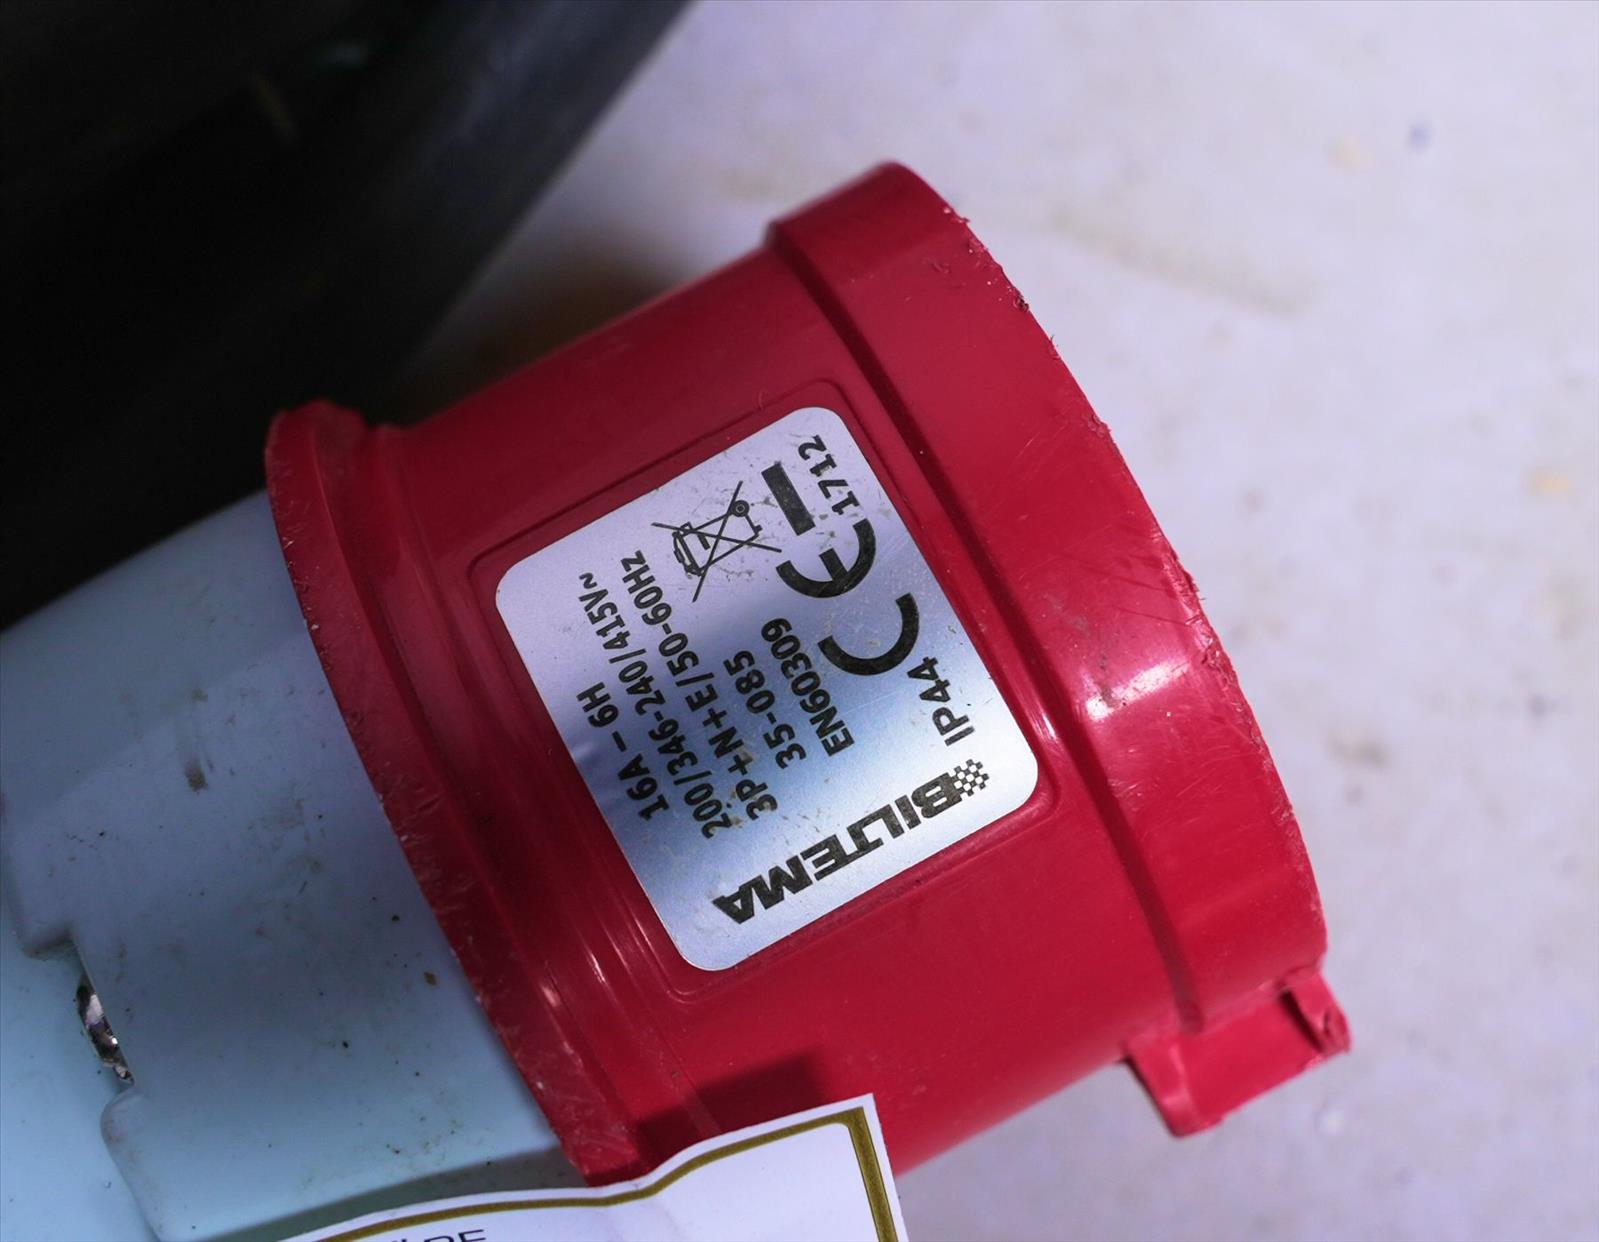 16A – 6H
200/346-240/415V~
3P+N+E/50-60HZ
35-085
EN60309
CE
1712
IP44
BILTEMA